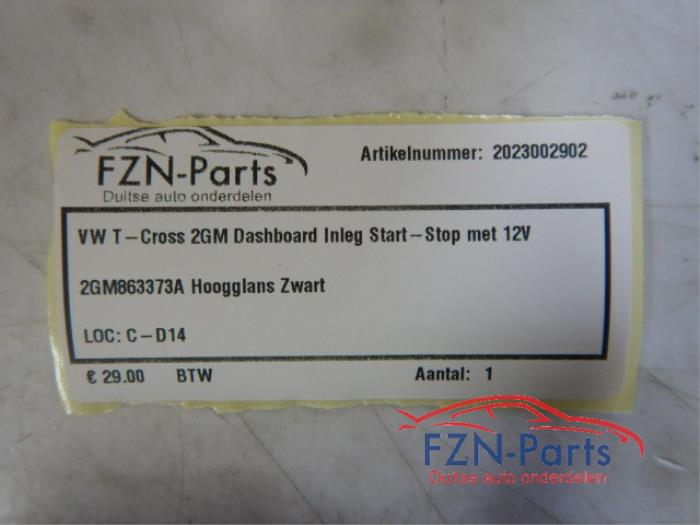 FZN-Parts
Duitse auto onderdelen
Artikelnummer: 2023002902
VW T-Cross 2GM Dashboard Inleg Start-Stop met 12V
2GM863373A Hoogglans Zwart
LOC: C-D14
€ 29.00 BTW Aantal: 1
FZN-Parts
Duitse auto onderdelen